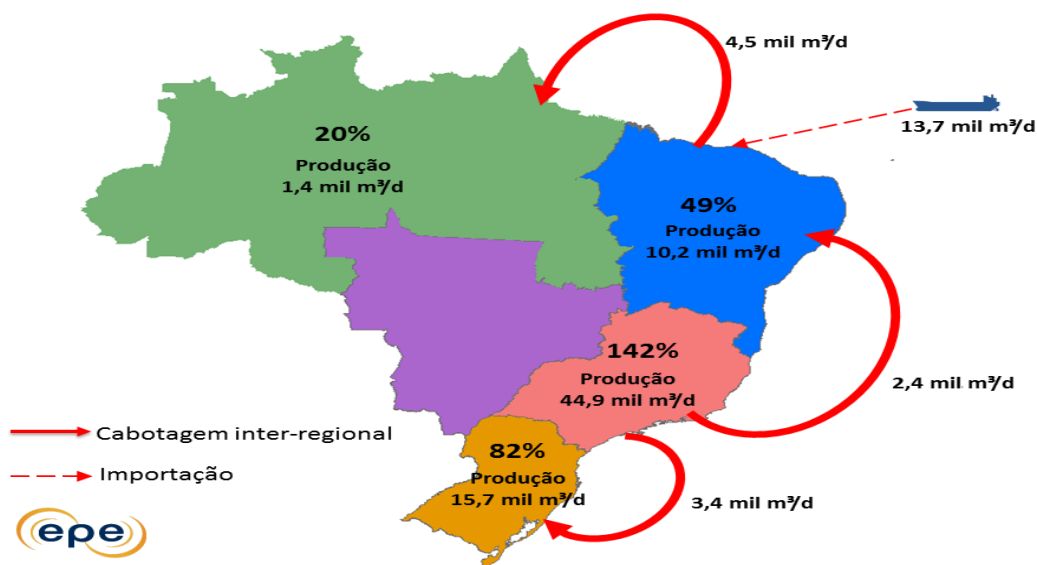 4,5 mil m³/d
13,7 mil m³/d
20%
Produção
1,4 mil m³/d
49%
Produção
10,2 mil m³/d
142%
Produção
44,9 mil m³/d
2,4 mil m³/d
Cabotagem inter-regional
82%
Produção
15,7 mil m³/d
Importação
3,4 mil m³/d
epe